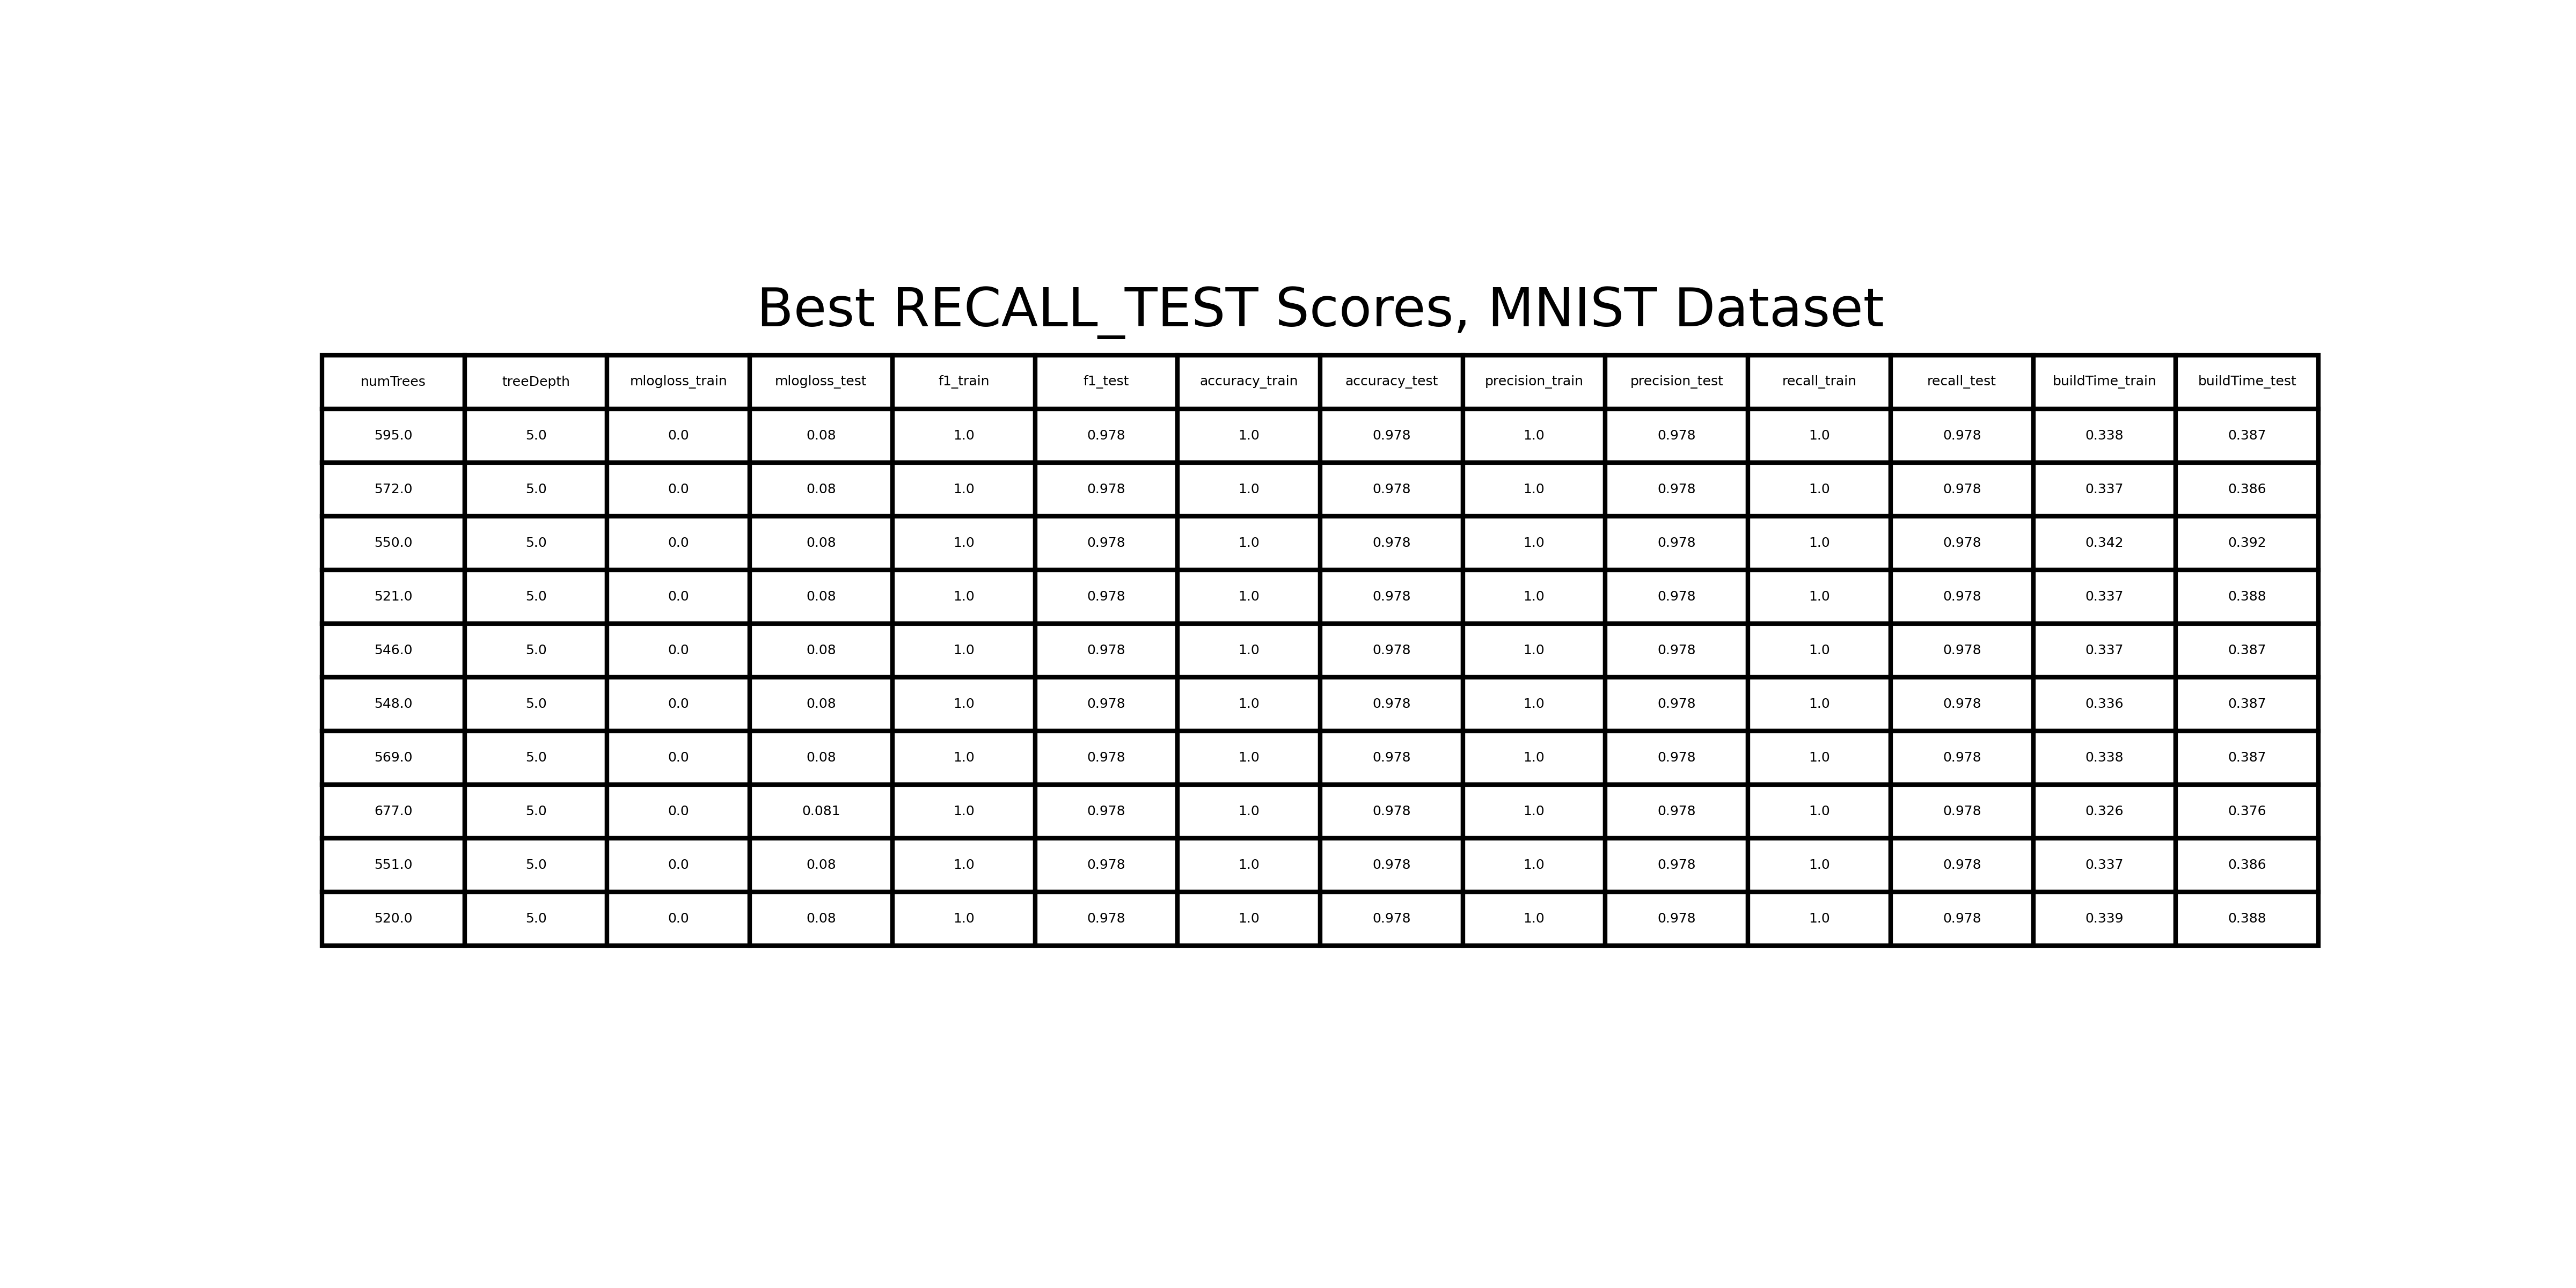 Best RECALL_TEST Scores, MNIST Dataset
numTrees treeDepth mlogloss_train mlogloss_test f1_train f1_test accuracy_train accuracy_test precision_train precision_test recall_train recall_test buildTime_train buildTime_test
595.0 5.0 0.0 0.08 1.0 0.978 1.0 0.978 1.0 0.978 1.0 0.978 0.338 0.387
572.0 5.0 0.0 0.08 1.0 0.978 1.0 0.978 1.0 0.978 1.0 0.978 0.337 0.386
550.0 5.0 0.0 0.08 1.0 0.978 1.0 0.978 1.0 0.978 1.0 0.978 0.342 0.392
521.0 5.0 0.0 0.08 1.0 0.978 1.0 0.978 1.0 0.978 1.0 0.978 0.337 0.388
546.0 5.0 0.0 0.08 1.0 0.978 1.0 0.978 1.0 0.978 1.0 0.978 0.337 0.387
548.0 5.0 0.0 0.08 1.0 0.978 1.0 0.978 1.0 0.978 1.0 0.978 0.336 0.387
569.0 5.0 0.0 0.08 1.0 0.978 1.0 0.978 1.0 0.978 1.0 0.978 0.338 0.387
677.0 5.0 0.0 0.081 1.0 0.978 1.0 0.978 1.0 0.978 1.0 0.978 0.326 0.376
551.0 5.0 0.0 0.08 1.0 0.978 1.0 0.978 1.0 0.978 1.0 0.978 0.337 0.386
520.0 5.0 0.0 0.08 1.0 0.978 1.0 0.978 1.0 0.978 1.0 0.978 0.339 0.388